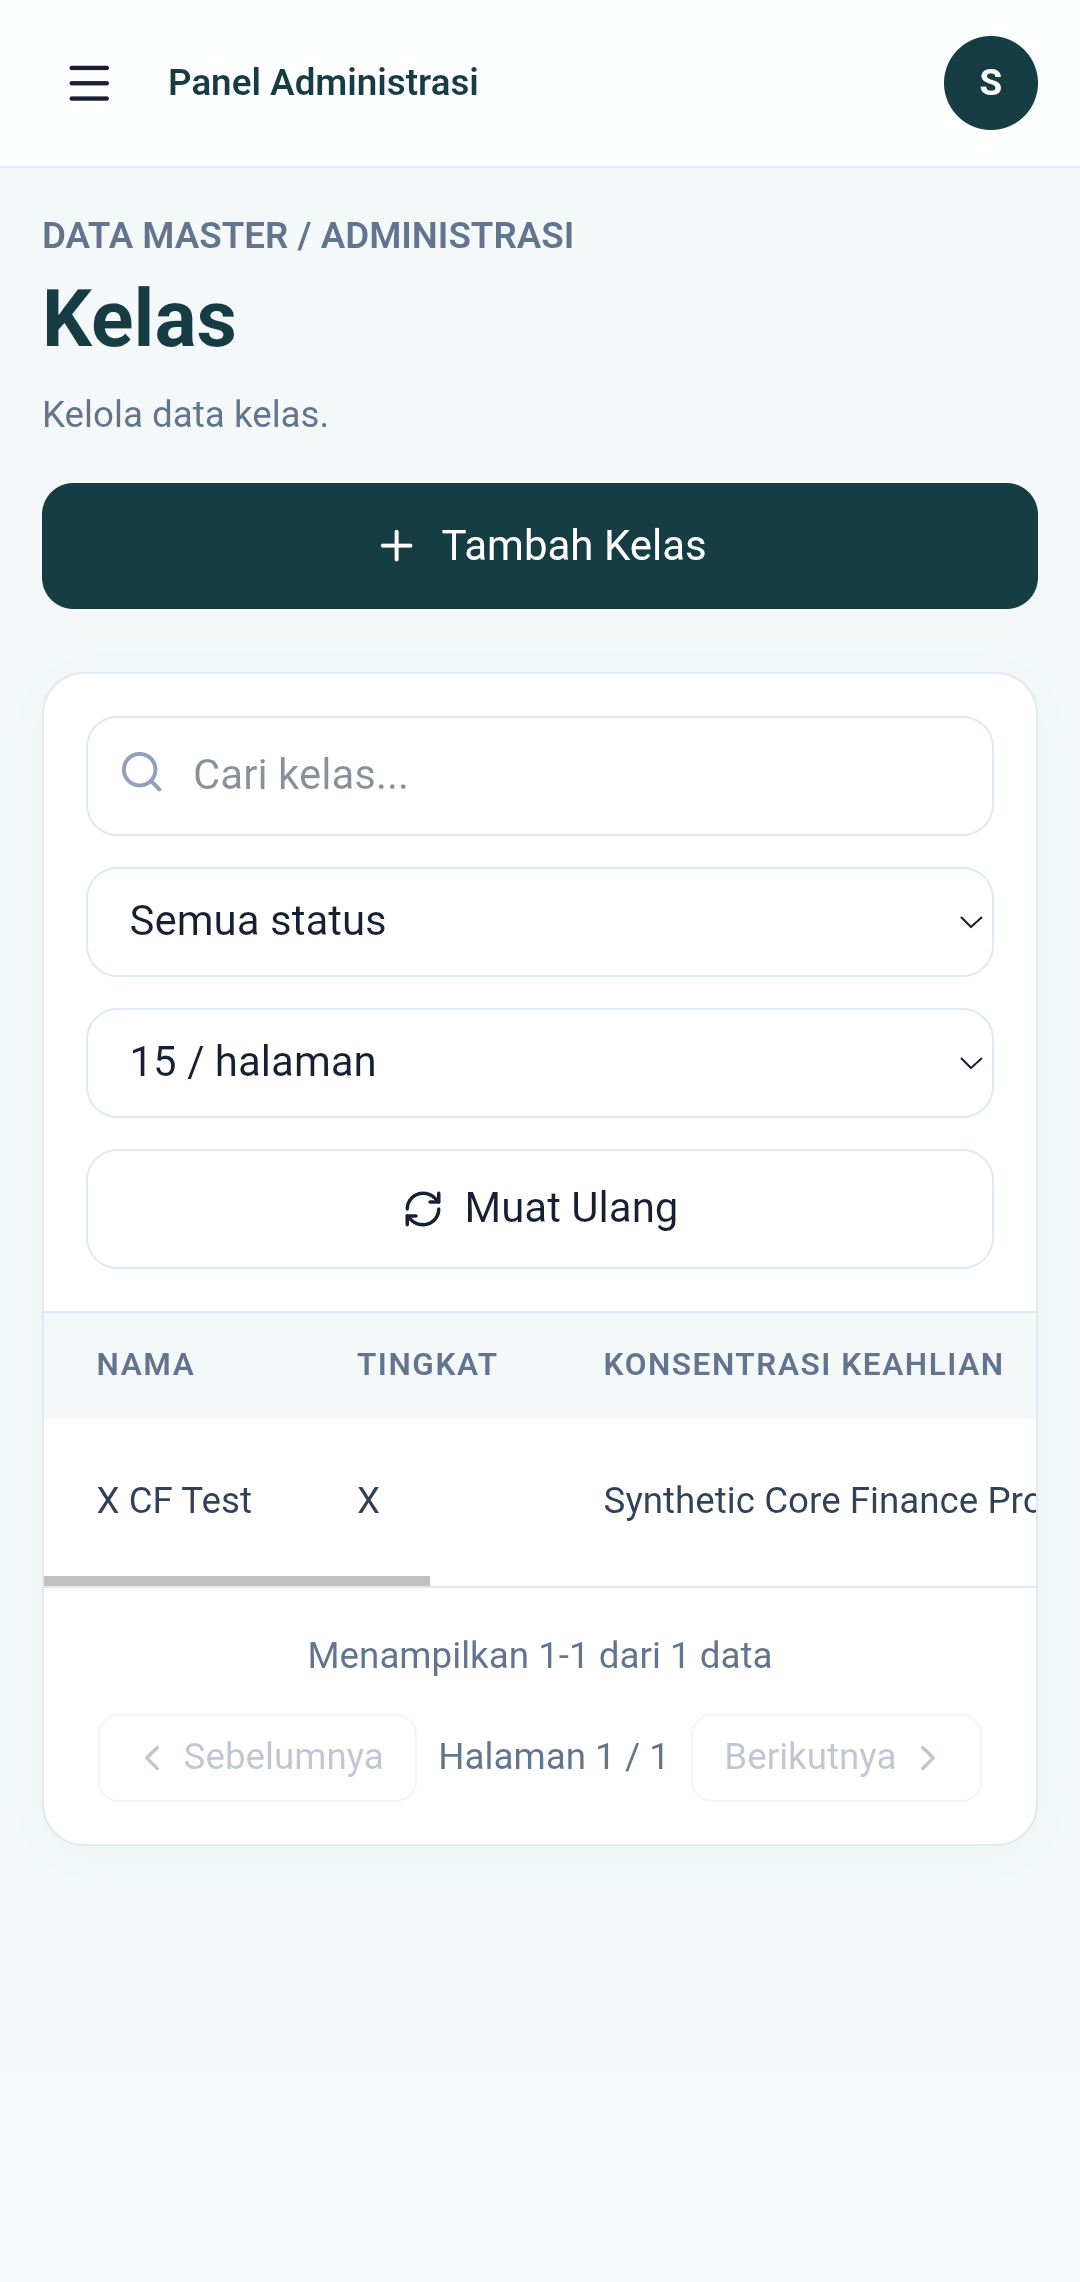 Panel Administrasi
S
DATA MASTER / ADMINISTRASI
Kelas
Kelola data kelas.
Tambah Kelas
Cari kelas...
Semua status
15 / halaman
Muat Ulang
NAMA TINGKAT KONSENTRASI KEAHLIAN
X CF Test X Synthetic Core Finance
Menampilkan 1-1 dari 1 data
Sebelumnya Halaman 1 / 1 Berikutnya